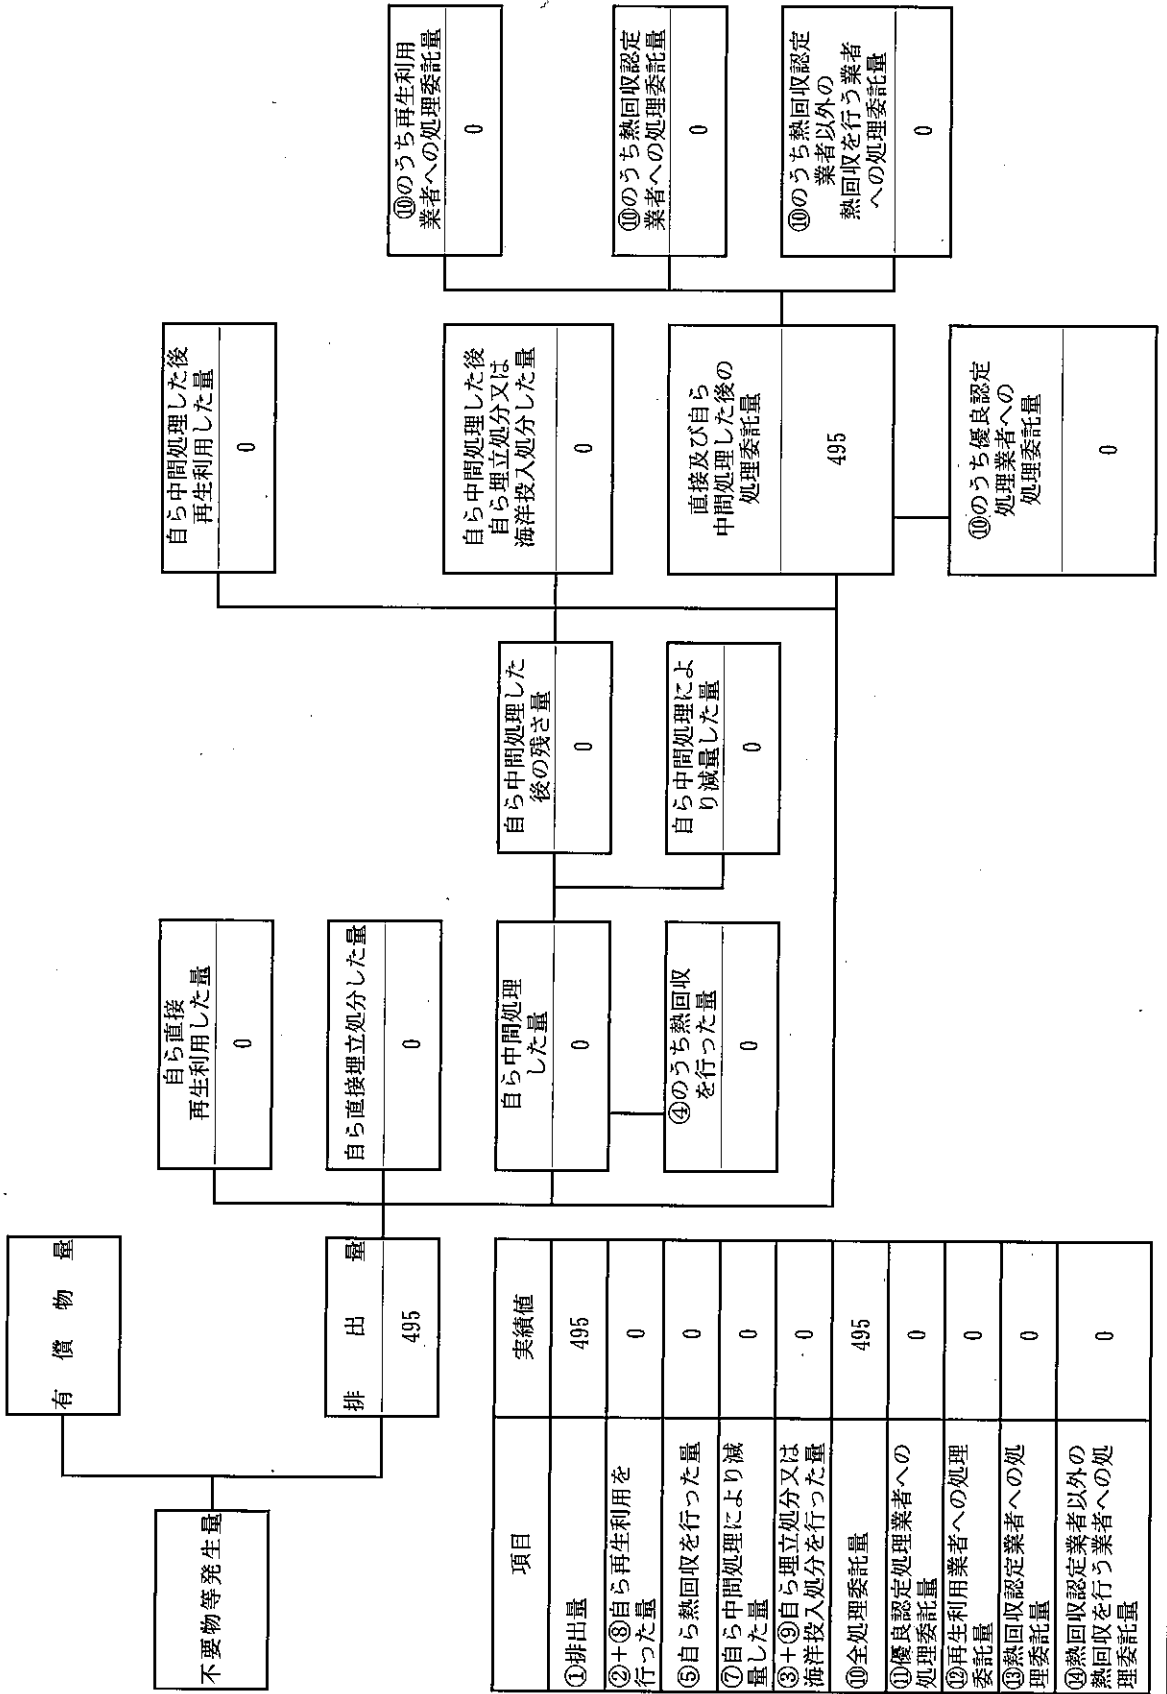 不要物等発生量
有償物量
排出量
495
自ら直接
再生利用した量
0
自ら直接埋立処分した量
0
自ら中間処理
した量
0
④のうち熱回収
を行った量
0
自ら中間処理した
後の残さ量
0
自ら中間処理によ
り減量した量
0
自ら中間処理した後
再生利用した量
0
自ら中間処理した後
自ら埋立処分又は
海洋投入処分した量
0
直接及び自ら
中間処理した後の
処理委託量
495
⑩のうち優良認定
処理業者への
処理委託量
0
⑩のうち再生利用
業者への処理委託量
0
⑩のうち熱回収認定
業者への処理委託量
0
⑩のうち熱回収認定
業者以外の
熱回収を行う業者
への処理委託量
0
項目 実績値
①排出量 495
②+⑧自ら再生利用を
行った量 0
⑤自ら熱回収を行った量 0
⑦自ら中間処理により減
量した量 0
③+⑨自ら埋立処分又は
海洋投入処分を行った量 0
⑩全処理委託量 495
⑪優良認定処理業者への
処理委託量 0
⑫再生利用業者への処理
委託量 0
⑬熱回収認定業者への処
理委託量 0
⑭熱回収認定業者以外の
熱回収を行う業者への処
理委託量 0